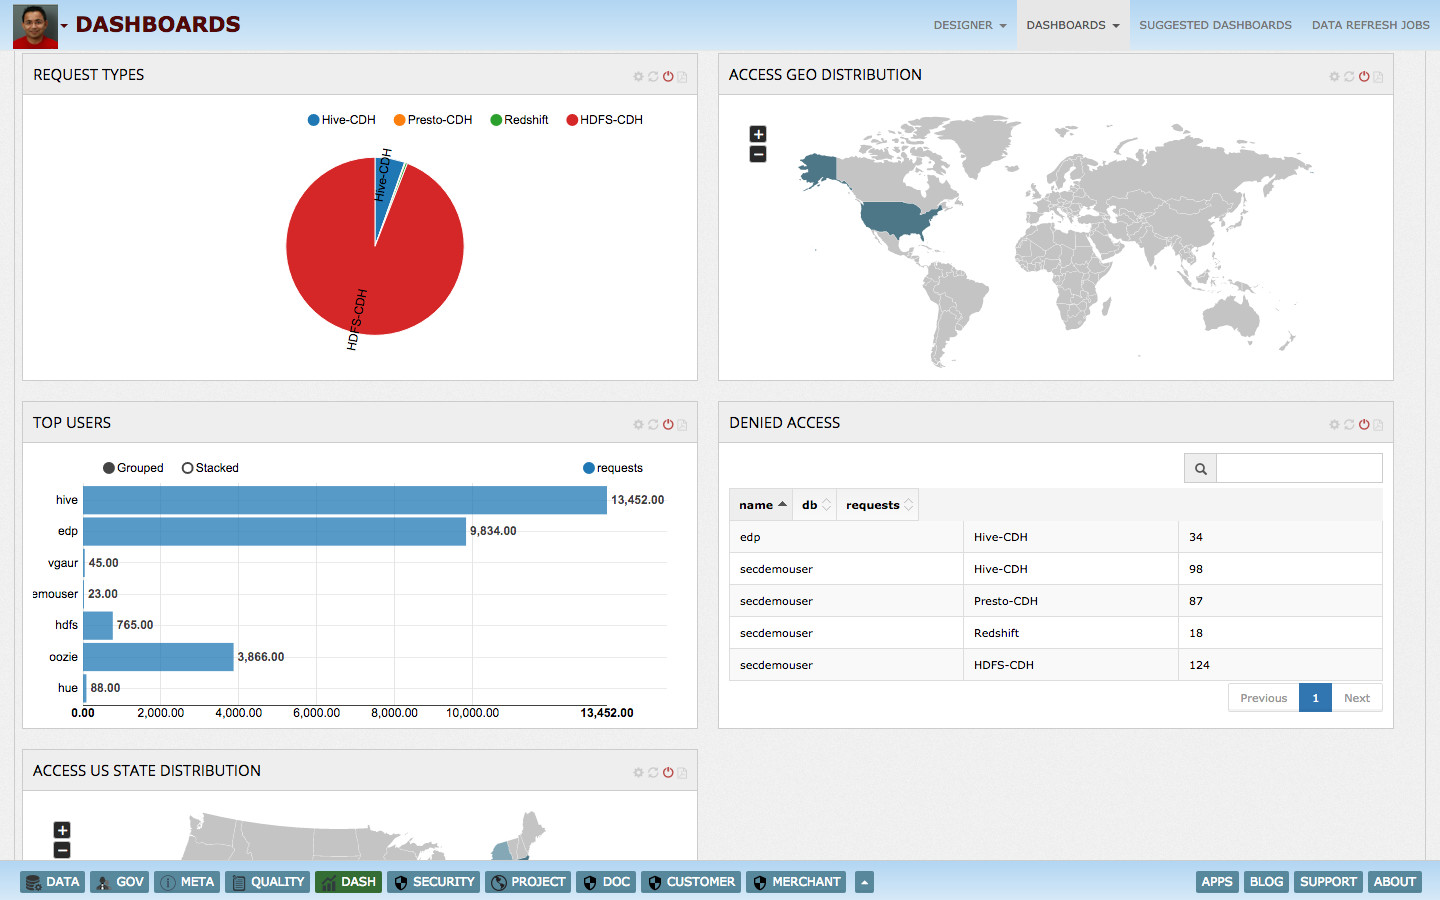 DASHBOARDS
DESIGNER DASHBOARDS SUGGESTED DASHBOARDS DATA REFRESH JOBS
REQUEST TYPES
Hive-CDH Presto-CDH Redshift HDFS-CDH
Hive-CDH
HDFS-CDH
ACCESS GEO DISTRIBUTION
+
−
TOP USERS
Grouped Stacked requests
hive 13,452.00
edp 9,834.00
vgaur 45.00
emouser 23.00
hdfs 765.00
oozie 3,866.00
hue 88.00
0.00 2,000.00 4,000.00 6,000.00 8,000.00 10,000.00 13,452.00
DENIED ACCESS
name db requests
edp Hive-CDH 34
secdemouser Hive-CDH 98
secdemouser Presto-CDH 87
secdemouser Redshift 18
secdemouser HDFS-CDH 124
Previous 1 Next
ACCESS US STATE DISTRIBUTION
+
−
DATA GOV META QUALITY DASH SECURITY PROJECT DOC CUSTOMER MERCHANT APPS BLOG SUPPORT ABOUT